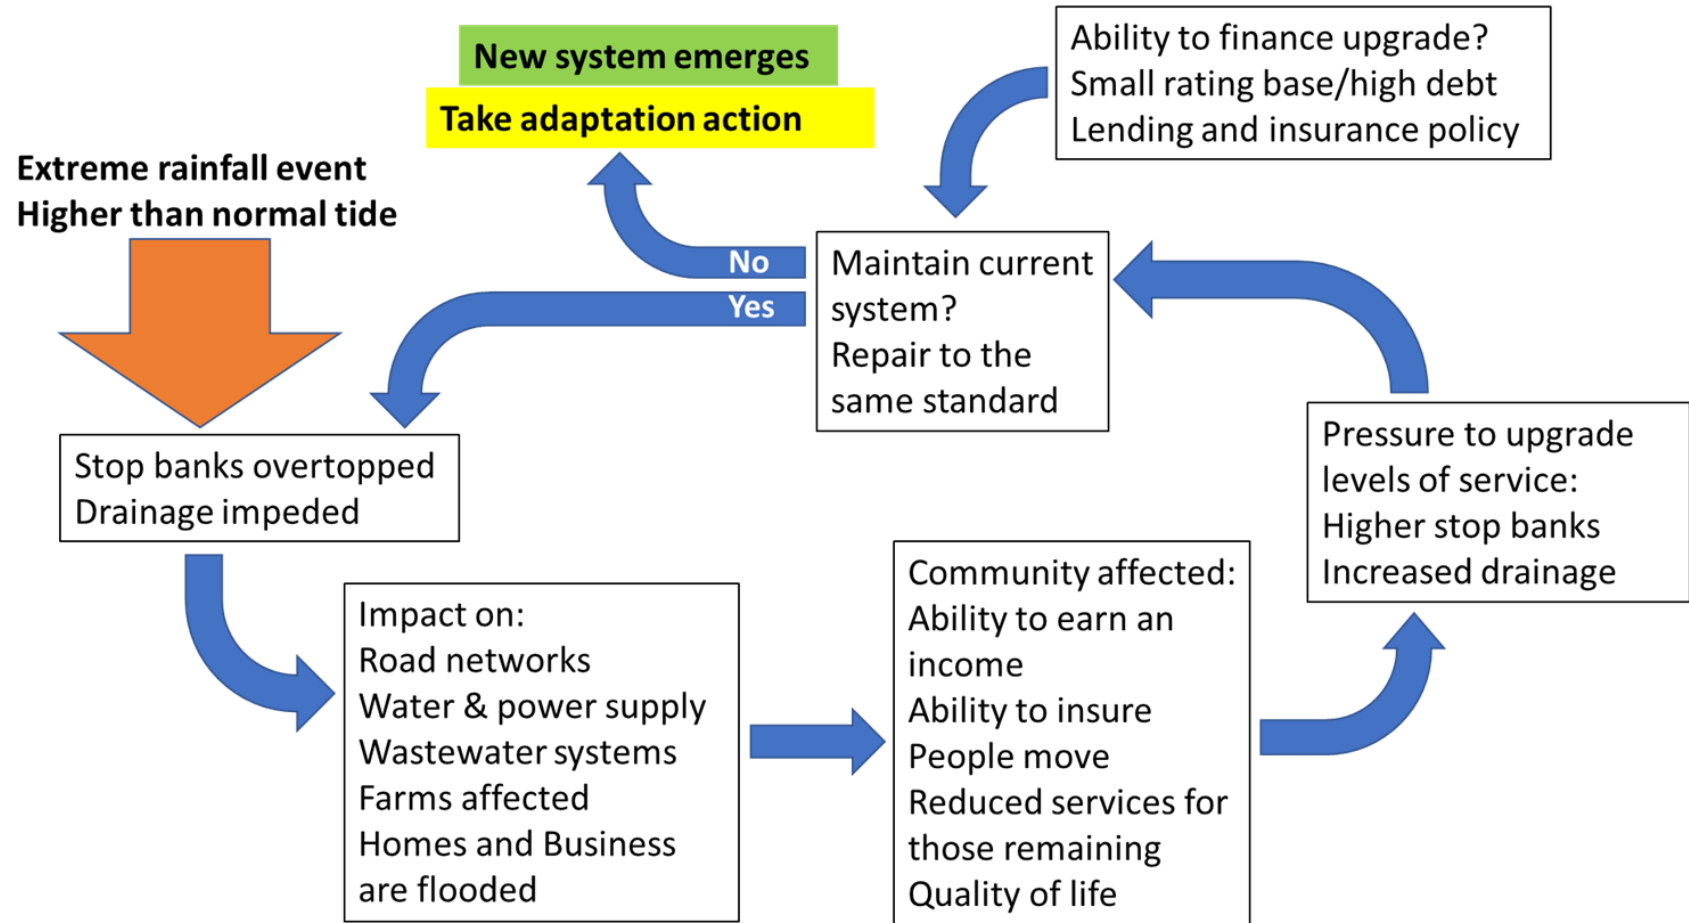 New system emerges
Take adaptation action
Ability to finance upgrade?
Small rating base/high debt
Lending and insurance policy
Extreme rainfall event
Higher than normal tide
No
Yes
Maintain current
system?
Repair to the
same standard
Stop banks overtopped
Drainage impeded
Impact on:
Road networks
Water & power supply
Wastewater systems
Farms affected
Homes and Business
are flooded
Community affected:
Ability to earn an
income
Ability to insure
People move
Reduced services for
those remaining
Quality of life
Pressure to upgrade
levels of service:
Higher stop banks
Increased drainage